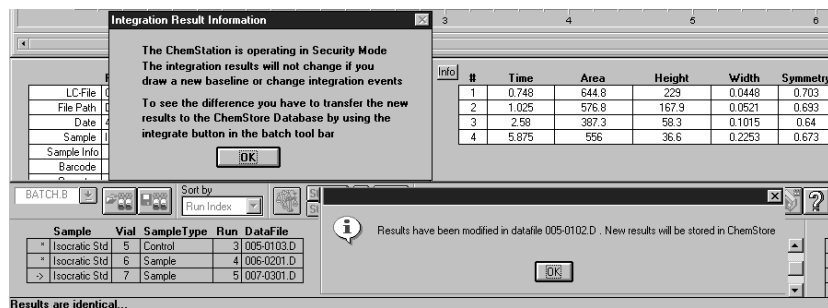 Integration Result Information
3 4 5 6
The ChemStation is operating in Security Mode
The integration results will not change if you
draw a new baseline or change integration events
To see the difference you have to transfer the new
results to the ChemStore Database by using the
integrate button in the batch tool bar
OK
LC-File
File Path
Date
Sample
Sample Info
Barcode
Info
# Time Area Height Width Symmetry
1 0.748 644.8 229 0.0448 0.703
2 1.025 576.8 167.9 0.0521 0.693
3 2.58 387.3 58.3 0.1015 0.64
4 5.875 556 36.6 0.2253 0.673
BATCH.B
Sort by
Run Index
Sample Vial SampleType Run DataFile
* Isocratic Std 5 Control 3 005-0103.D
* Isocratic Std 6 Sample 4 006-0201.D
-> Isocratic Std 7 Sample 5 007-0301.D
Results have been modified in datafile 005-0102.D . New results will be stored in ChemStore
OK
Results are identical...